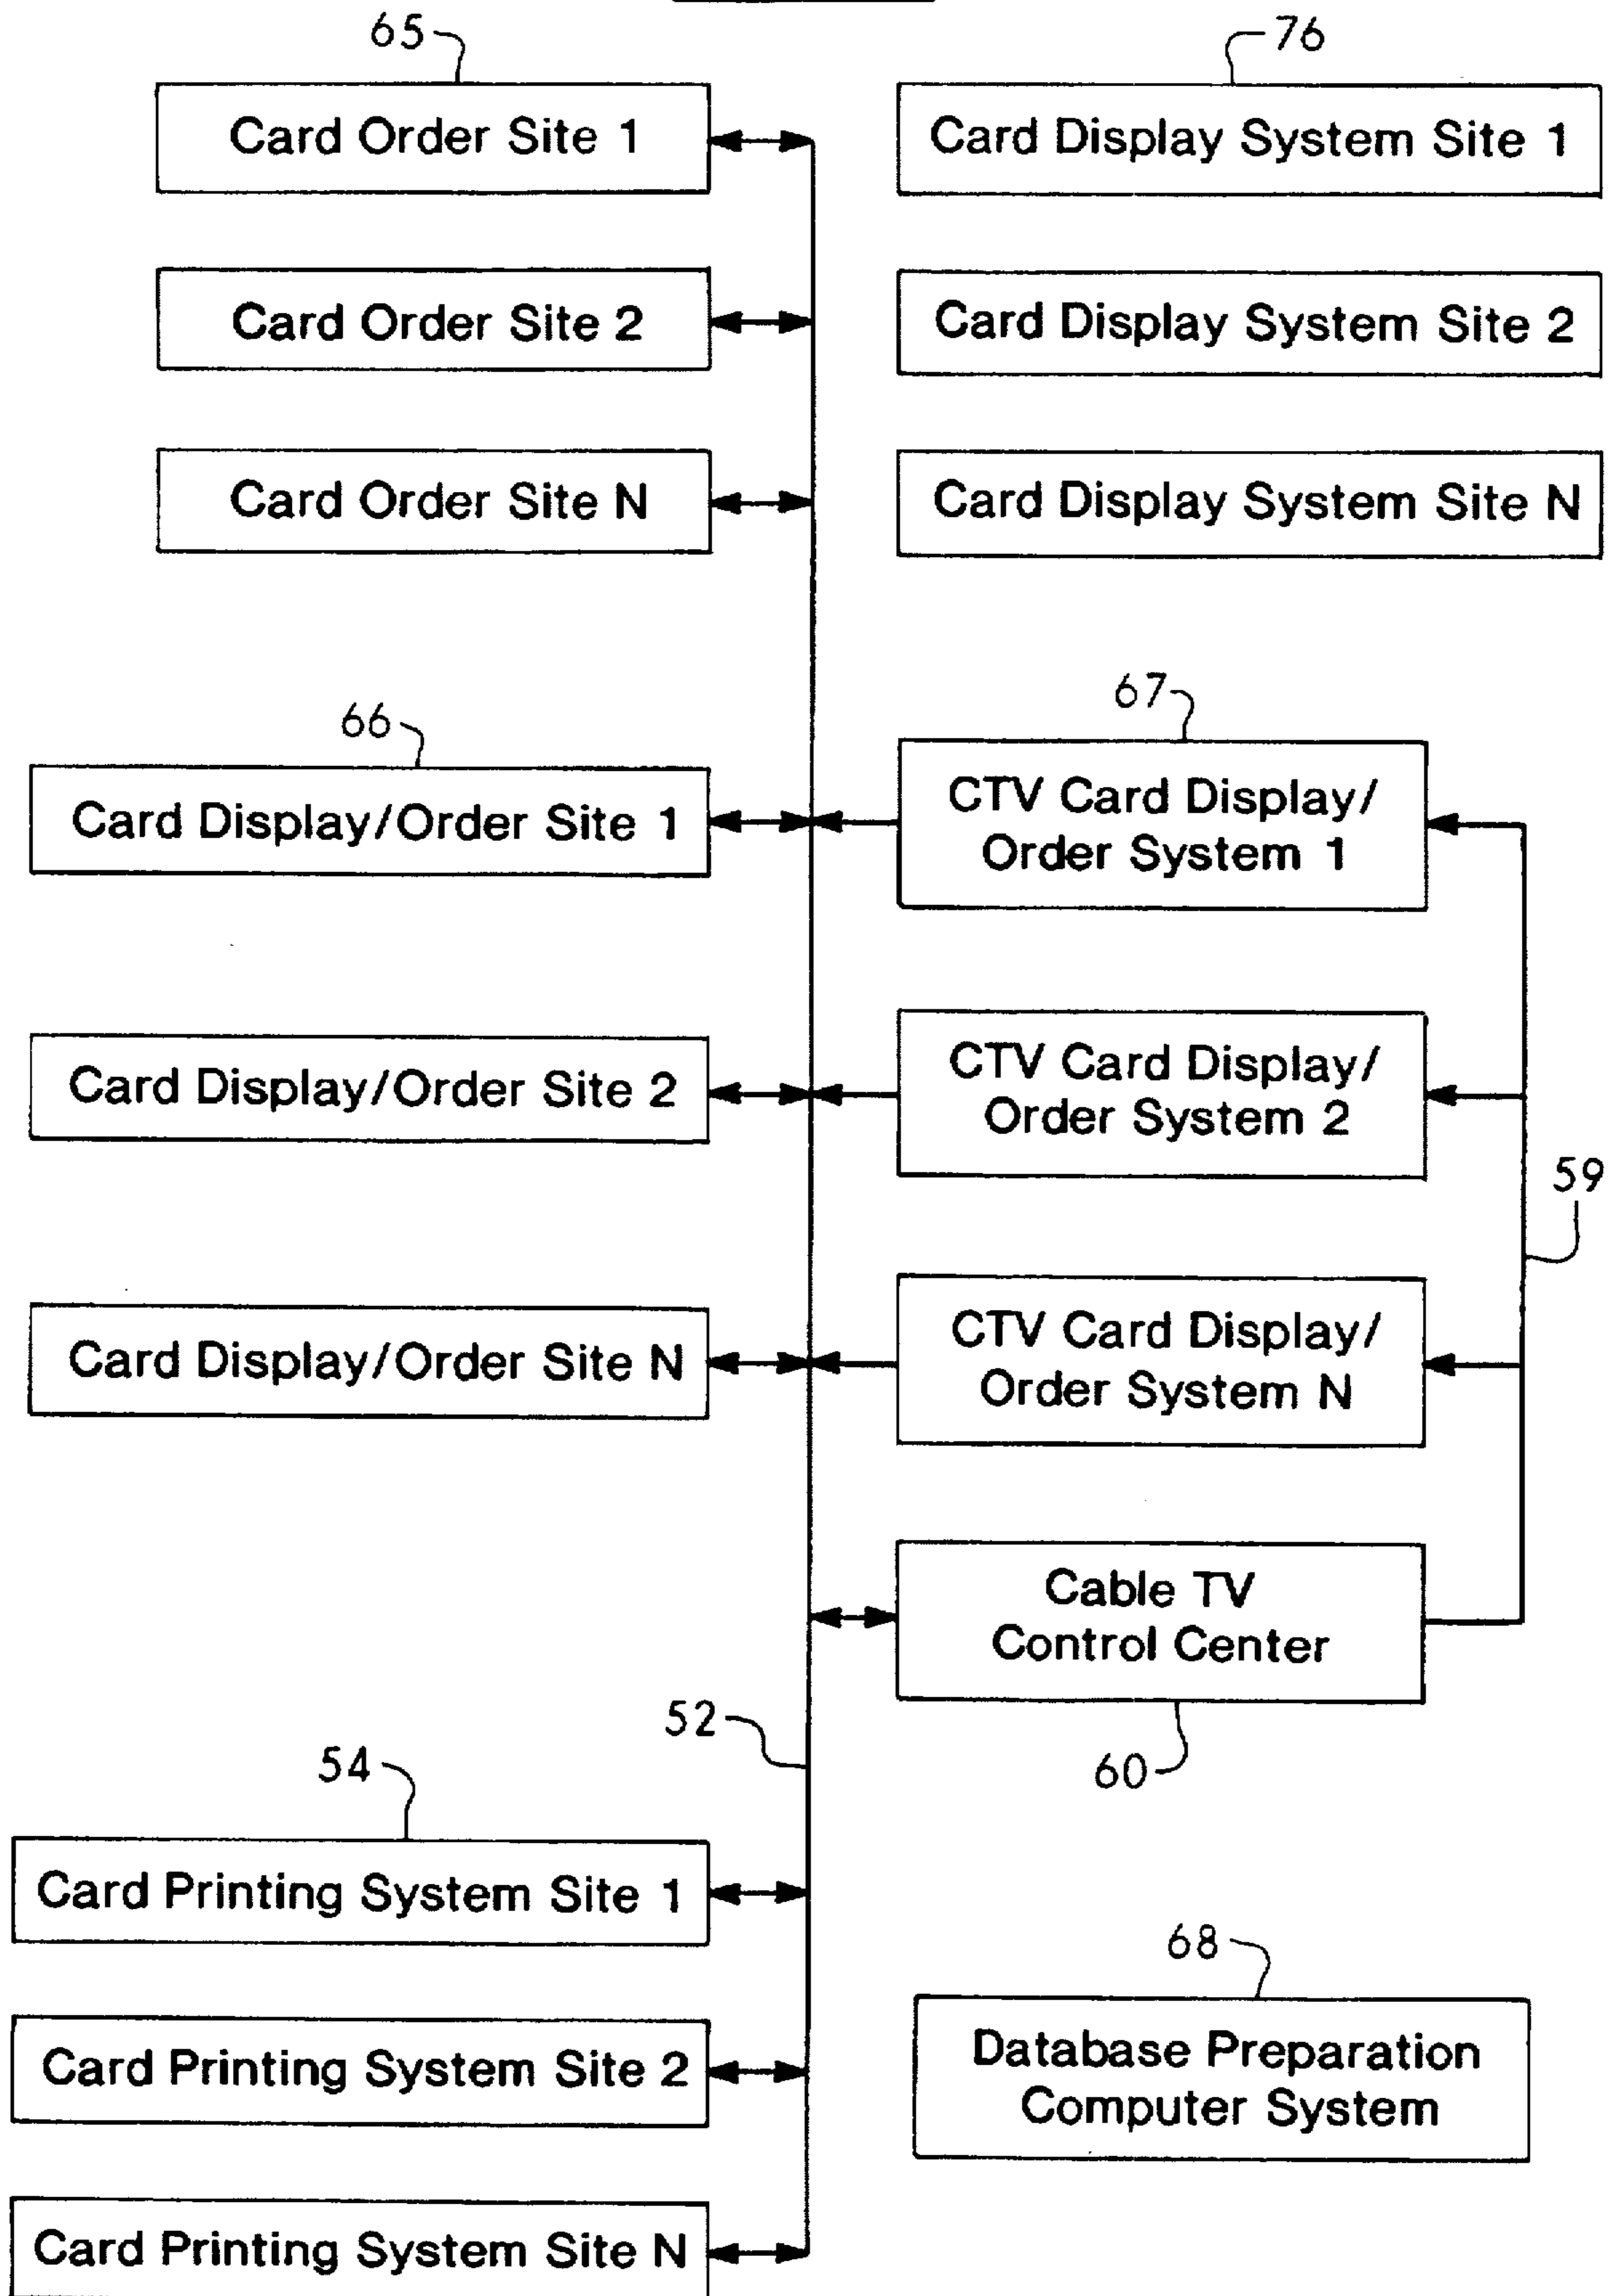 65
76
Card Order Site 1
Card Display System Site 1
Card Order Site 2
Card Display System Site 2
Card Order Site N
Card Display System Site N
66
67
Card Display/Order Site 1
CTV Card Display/
Order System 1
Card Display/Order Site 2
CTV Card Display/
Order System 2
59
Card Display/Order Site N
CTV Card Display/
Order System N
Cable TV
Control Center
52
60
54
Card Printing System Site 1
68
Card Printing System Site 2
Database Preparation
Computer System
Card Printing System Site N